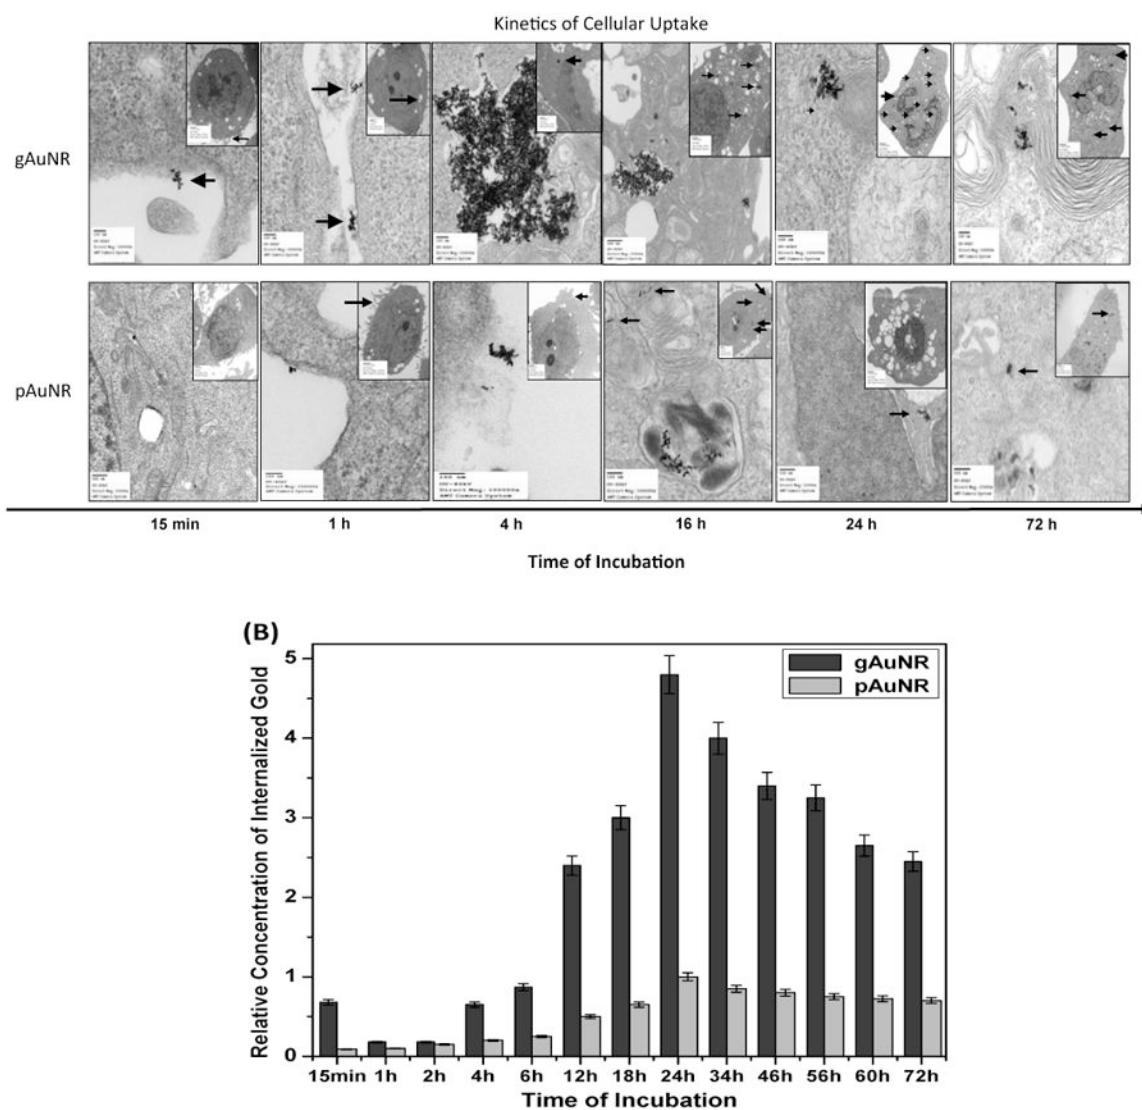 Kinetics of Cellular Uptake
gAuNR
pAuNR
15 min
1 h
4 h
16 h
24 h
72 h
Time of Incubation
(B)
gAuNR
pAuNR
Relative Concentration of Internalized Gold
5
4
3
2
1
0
15min 1h 2h 4h 6h 12h 18h 24h 34h 46h 56h 60h 72h
Time of Incubation